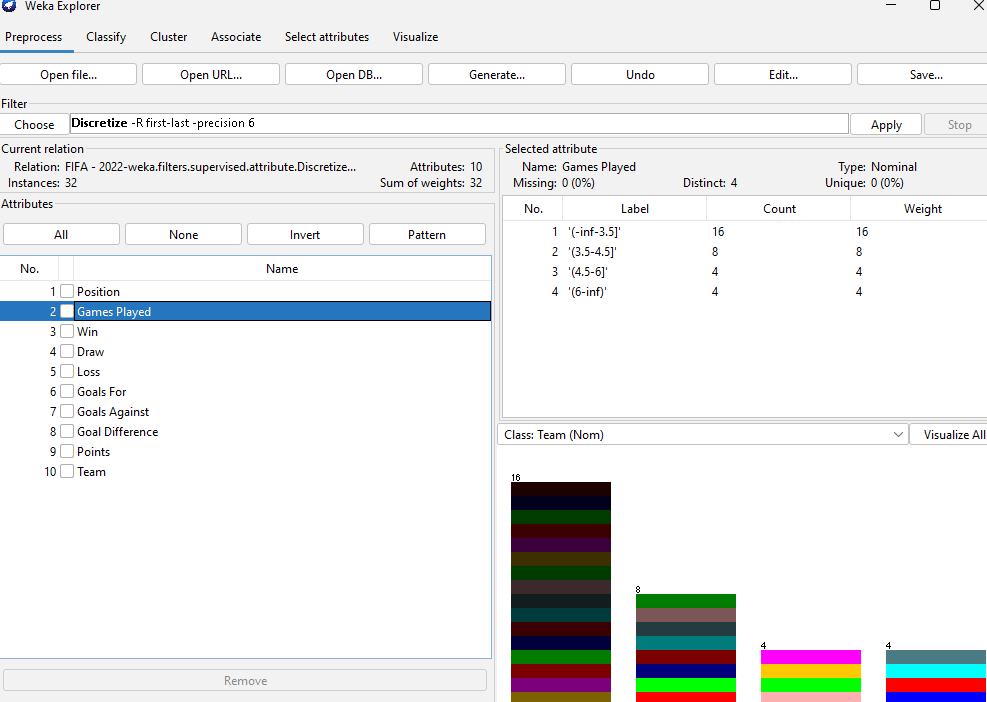 Weka Explorer
Preprocess Classify Cluster Associate Select attributes Visualize
Open file... Open URL... Open DB... Generate... Undo Edit... Save...
Filter
Choose Discretize -R first-last -precision 6 Apply Stop
Current relation
Relation: FIFA - 2022-weka.filters.supervised.attribute.Discretize... Attributes: 10
Instances: 32 Sum of weights: 32
Attributes
All None Invert Pattern
No. Name
1 Position
2 Games Played
3 Win
4 Draw
5 Loss
6 Goals For
7 Goals Against
8 Goal Difference
9 Points
10 Team
Remove
Selected attribute
Name: Games Played Type: Nominal
Missing: 0 (0%) Distinct: 4 Unique: 0 (0%)
No. Label Count Weight
1 '(-inf-3.5]' 16 16
2 '(3.5-4.5]' 8 8
3 '(4.5-6]' 4 4
4 '(6-inf)' 4 4
Class: Team (Nom) Visualize All
16
8
4
4